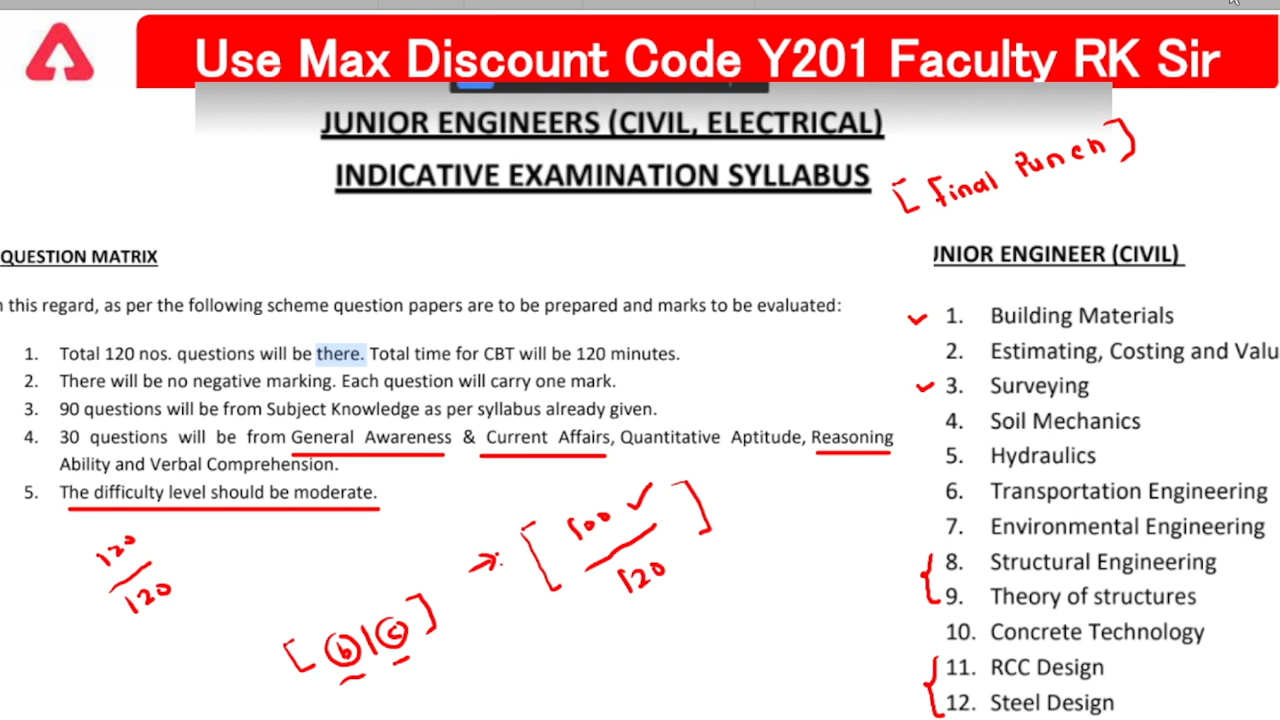 Use Max Discount Code Y201 Faculty RK Sir
JUNIOR ENGINEERS (CIVIL, ELECTRICAL)
INDICATIVE EXAMINATION SYLLABUS
[Final Punch]
QUESTION MATRIX
n this regard, as per the following scheme question papers are to be prepared and marks to be evaluated:
1. Total 120 nos. questions will be there. Total time for CBT will be 120 minutes.
2. There will be no negative marking. Each question will carry one mark.
3. 90 questions will be from Subject Knowledge as per syllabus already given.
4. 30 questions will be from General Awareness & Current Affairs, Quantitative Aptitude, Reasoning
Ability and Verbal Comprehension.
5. The difficulty level should be moderate.
120
120
[b/c]
→: [100 ✓
120]
UNIOR ENGINEER (CIVIL)
1. Building Materials
2. Estimating, Costing and Valu
3. Surveying
4. Soil Mechanics
5. Hydraulics
6. Transportation Engineering
7. Environmental Engineering
8. Structural Engineering
9. Theory of structures
10. Concrete Technology
11. RCC Design
12. Steel Design